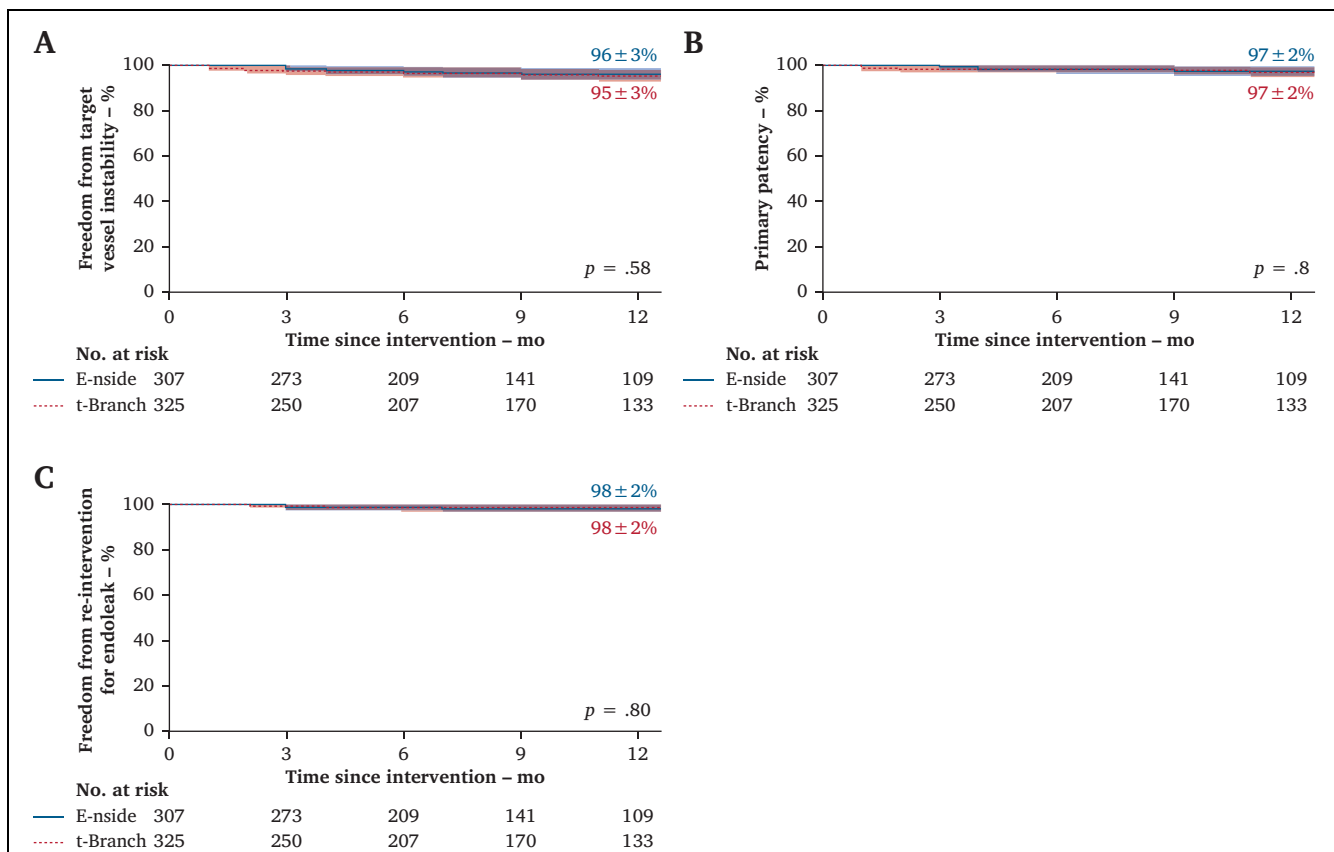 A
Freedom from target
vessel instability – %
100
80
60
40
20
0
96 ± 3%
95 ± 3%
p = .58
0 3 6 9 12
Time since intervention – mo
No. at risk
E-nside 307 273 209 141 109
t-Branch 325 250 207 170 133
B
Primary patency – %
100
80
60
40
20
0
97 ± 2%
97 ± 2%
p = .8
0 3 6 9 12
Time since intervention – mo
No. at risk
E-nside 307 273 209 141 109
t-Branch 325 250 207 170 133
C
Freedom from re-intervention
for endoleak – %
100
80
60
40
20
0
98 ± 2%
98 ± 2%
p = .80
0 3 6 9 12
Time since intervention – mo
No. at risk
E-nside 307 273 209 141 109
t-Branch 325 250 207 170 133